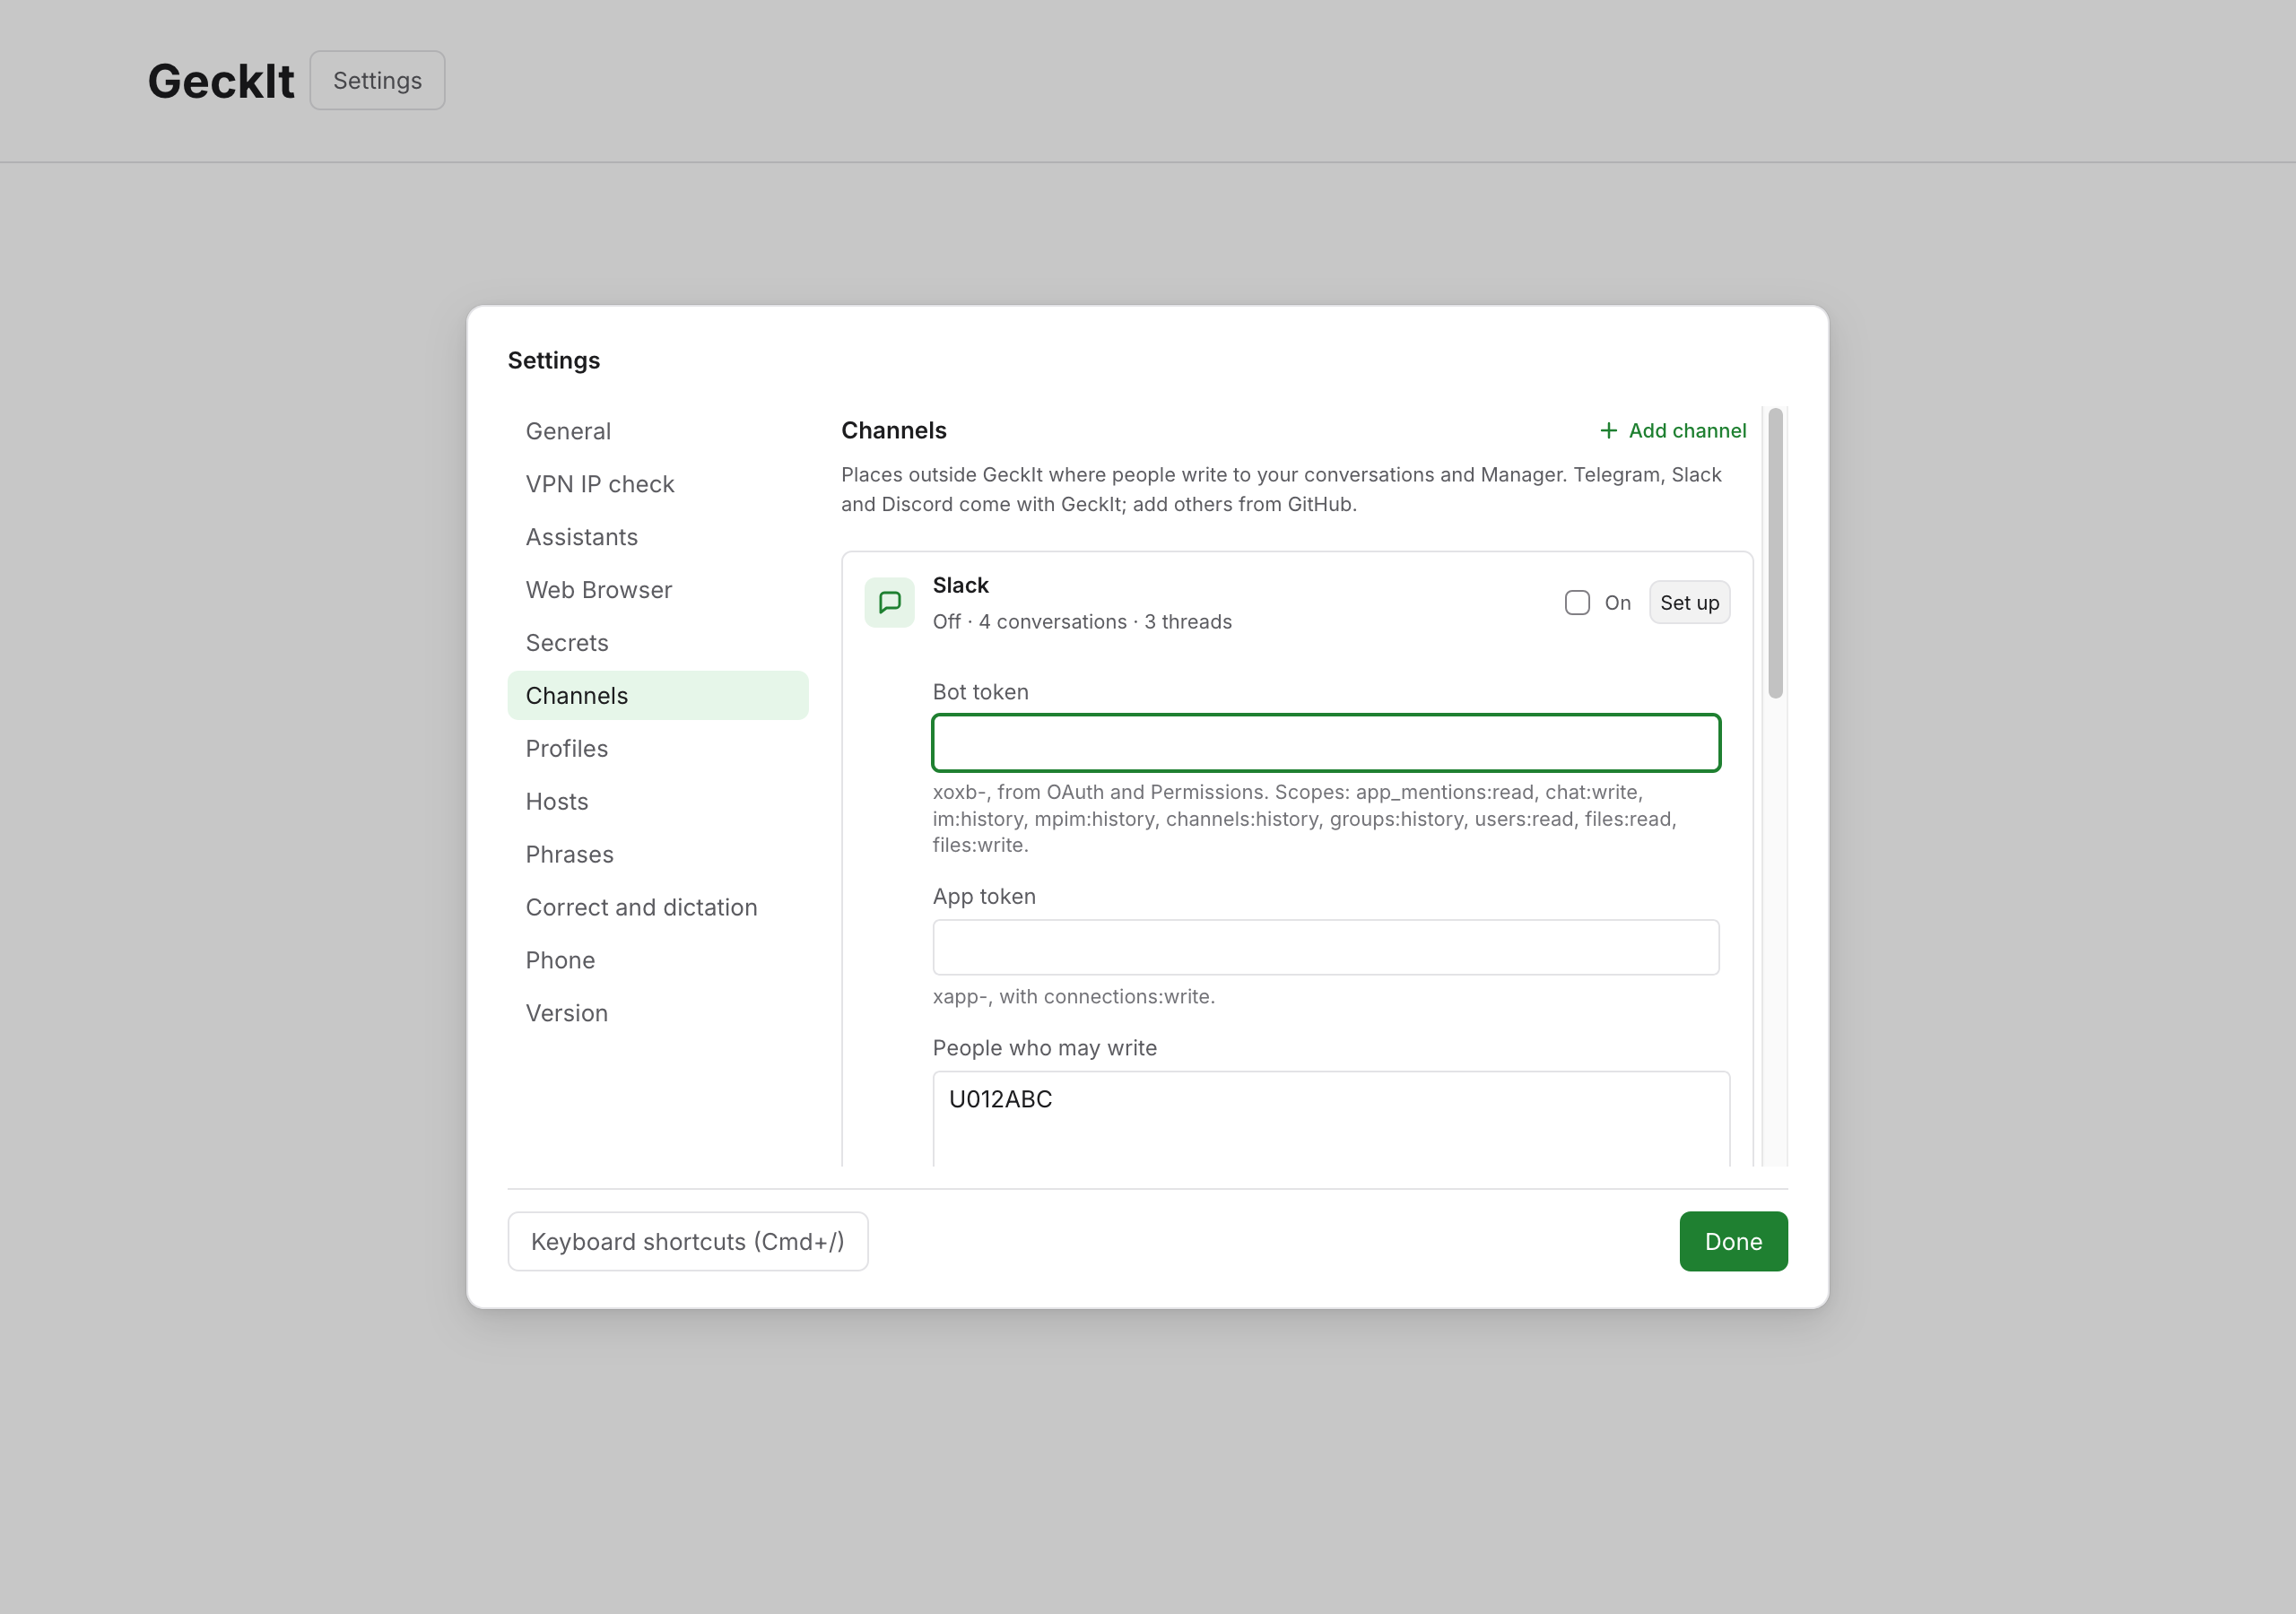 GeckIt
Settings
Settings
General
VPN IP check
Assistants
Web Browser
Secrets
Channels
Profiles
Hosts
Phrases
Correct and dictation
Phone
Version
Channels
+ Add channel
Places outside GeckIt where people write to your conversations and Manager. Telegram, Slack
and Discord come with GeckIt; add others from GitHub.
Slack
Off · 4 conversations · 3 threads
On
Set up
Bot token
xoxb-, from OAuth and Permissions. Scopes: app_mentions:read, chat:write,
im:history, mpim:history, channels:history, groups:history, users:read, files:read,
files:write.
App token
xapp-, with connections:write.
People who may write
U012ABC
Keyboard shortcuts (Cmd+/)
Done